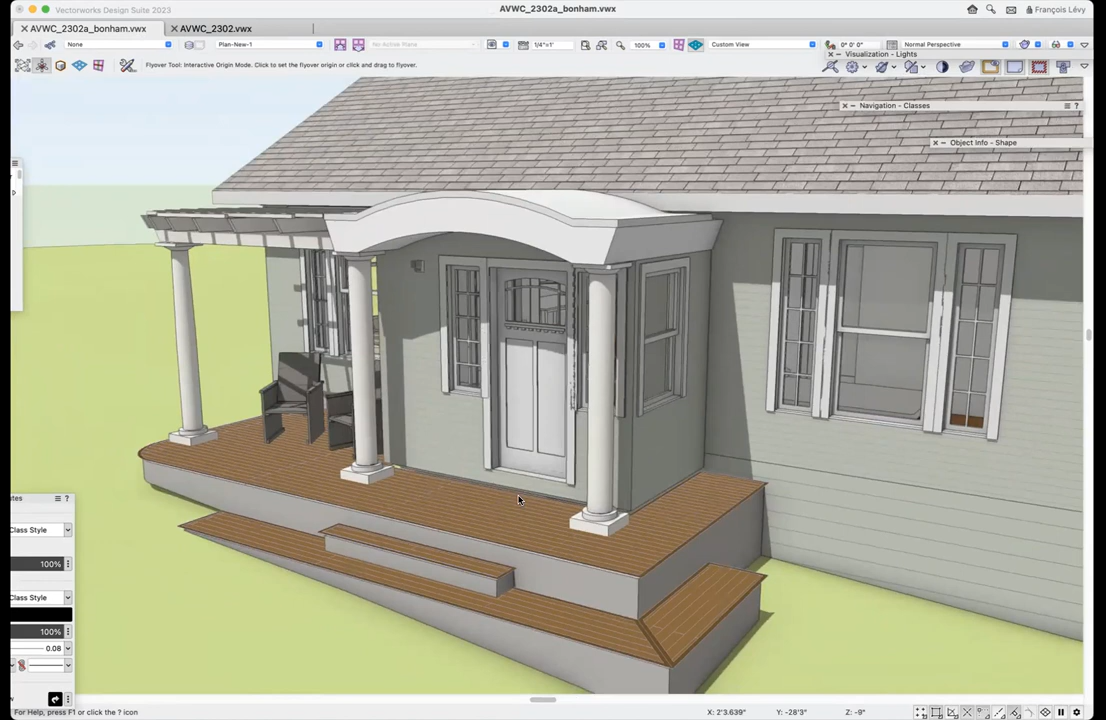 Vectorworks Design Suite 2023
AVWC_2302a_bonham.vwx
François Lévy
AVWC_2302a_bonham.vwx
AVWC_2302.vwx
None
Plan-New-1
No Active Plane
1/4"=1'
100%
Custom View
0° 0' 0"
Normal Perspective
Visualization - Lights
Flyover Tool: Interactive Origin Mode. Click to set the flyover origin or click and drag to flyover.
Navigation - Classes
?
Object Info - Shape
D
utes
?
Class Style
100%
Class Style
100%
0.08
For Help, press F1 or click the ? icon
X: 2'3.639"
Y: -28'3"
Z: -9"